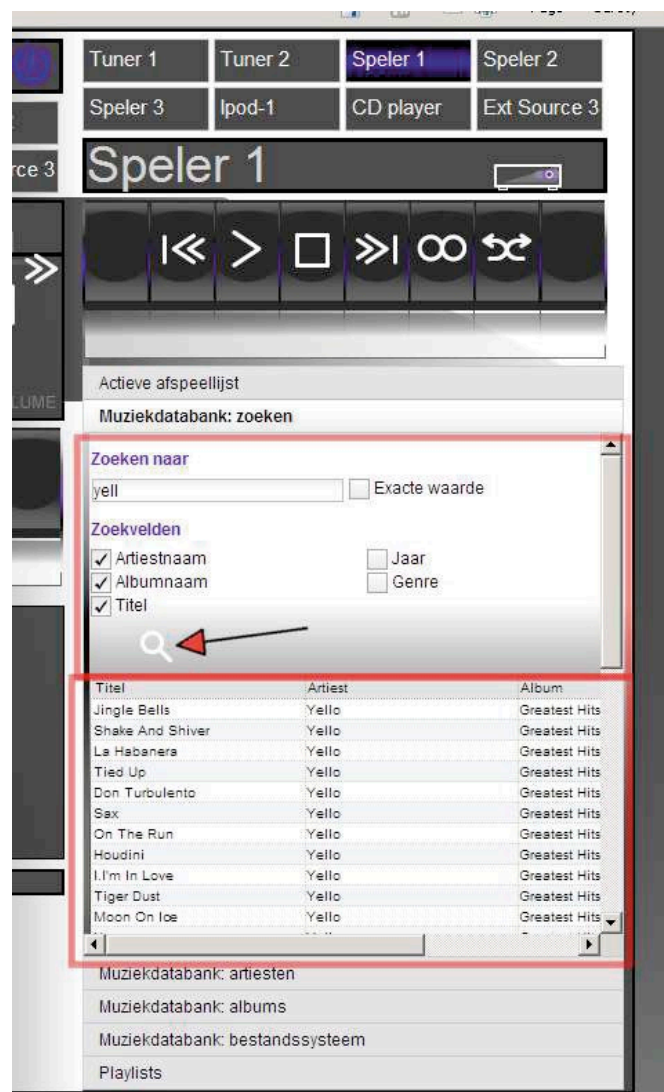 Tuner 1 Tuner 2 Speler 1 Speler 2
Speler 3 Ipod-1 CD player Ext Source 3
rce 3
Speler 1
LUME
Actieve afspeellijst
Muziekdatabank: zoeken
Zoeken naar
yell Exacte waarde
Zoekvelden
Artiestnaam Jaar
Albumnaam Genre
Titel
Titel Artiest Album
Jingle Bells Yello Greatest Hits
Shake And Shiver Yello Greatest Hits
La Habanera Yello Greatest Hits
Tied Up Yello Greatest Hits
Don Turbulento Yello Greatest Hits
Sax Yello Greatest Hits
On The Run Yello Greatest Hits
Houdini Yello Greatest Hits
I.I'm In Love Yello Greatest Hits
Tiger Dust Yello Greatest Hits
Moon On Ice Yello Greatest Hits
Muziekdatabank: artiesten
Muziekdatabank: albums
Muziekdatabank: bestandssysteem
Playlists